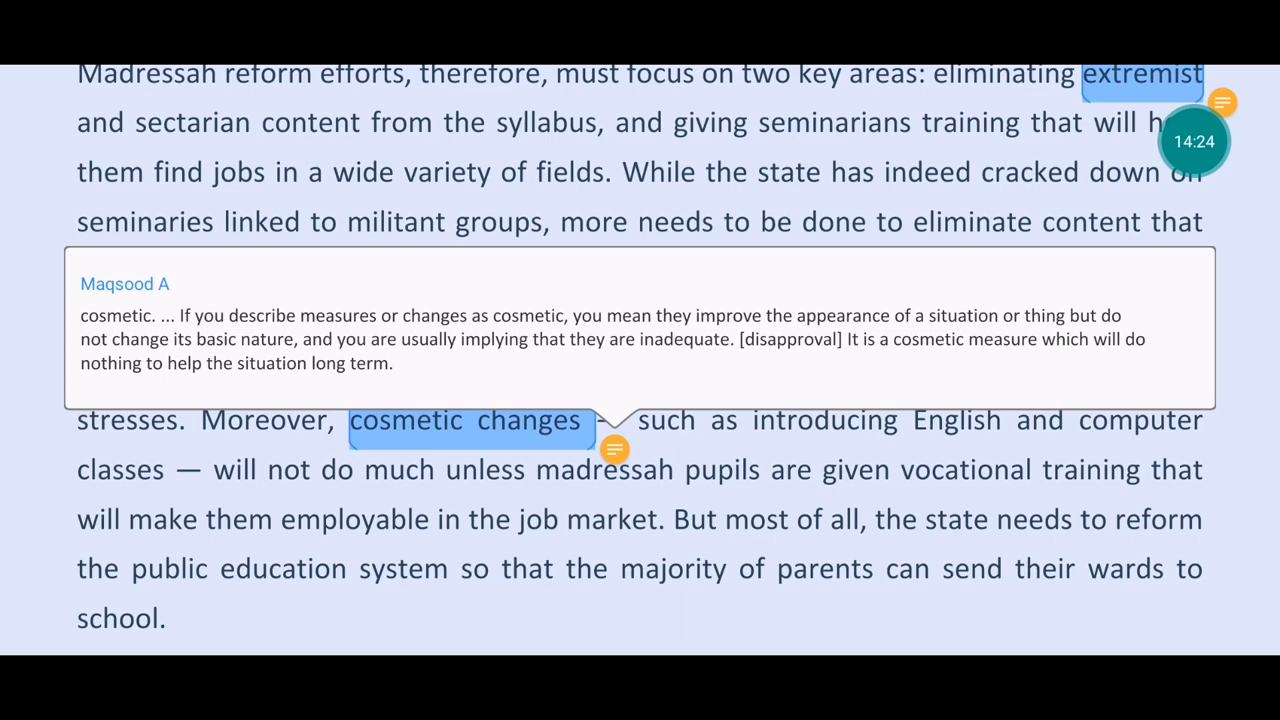 Madressah reform efforts, therefore, must focus on two key areas: eliminating extremist
and sectarian content from the syllabus, and giving seminarians training that will
14:24
them find jobs in a wide variety of fields. While the state has indeed cracked down on
seminaries linked to militant groups, more needs to be done to eliminate content that
Maqsood A
cosmetic. ... If you describe measures or changes as cosmetic, you mean they improve the appearance of a situation or thing but do
not change its basic nature, and you are usually implying that they are inadequate. [disapproval] It is a cosmetic measure which will do
nothing to help the situation long term.
stresses. Moreover, cosmetic changes — such as introducing English and computer
classes — will not do much unless madressah pupils are given vocational training that
will make them employable in the job market. But most of all, the state needs to reform
the public education system so that the majority of parents can send their wards to
school.